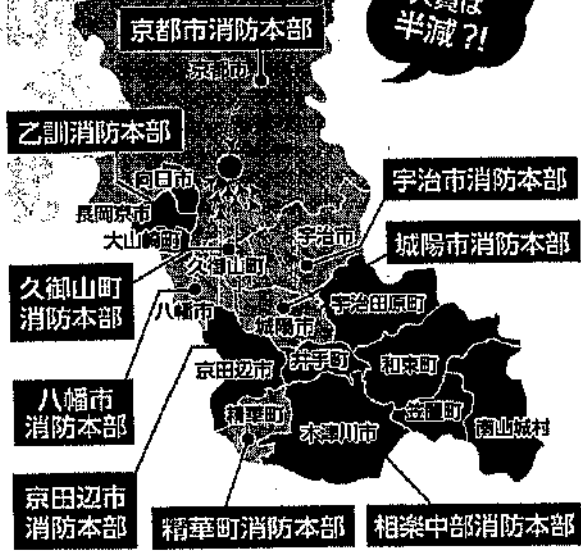 半減?!
京都市消防本部
京都市
乙訓消防本部
向日市
長岡京市
大山崎町
宇治市消防本部
宇治市
城陽市消防本部
久御山町
久御山町
消防本部
八幡市
城陽市
宇治田原町
京田辺市
井手町
和束町
八幡市
消防本部
精華町
木津川市
笠置町
南山城村
京田辺市
消防本部
精華町消防本部
相楽中部消防本部